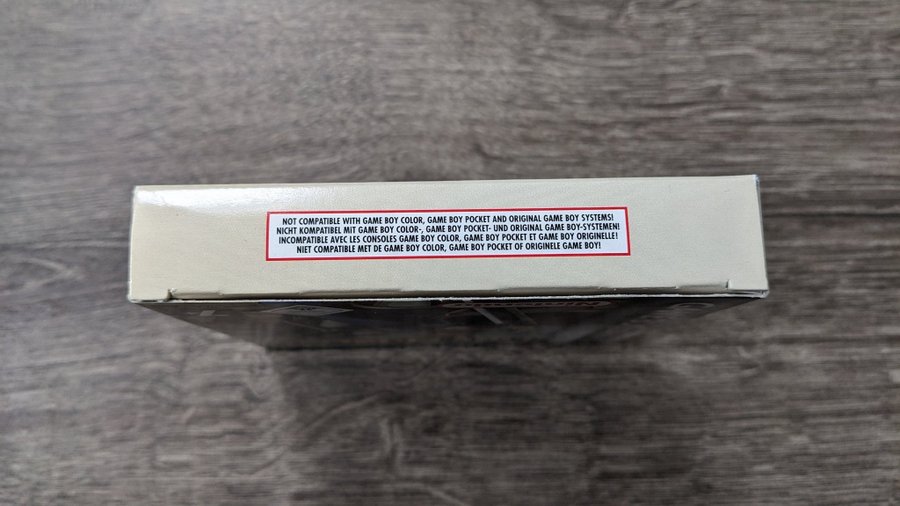 NOT COMPATIBLE WITH GAME BOY COLOR, GAME BOY POCKET AND ORIGINAL GAME BOY SYSTEMS!
NICHT KOMPATIBEL MIT GAME BOY COLOR-, GAME BOY POCKET- UND ORIGINAL GAME BOY-SYSTEMEN!
INCOMPATIBLE AVEC LES CONSOLES GAME BOY COLOR, GAME BOY POCKET ET GAME BOY ORIGINELLE!
NIET COMPATIBLE MET DE GAME BOY COLOR, GAME BOY POCKET OF ORIGINELE GAME BOY!